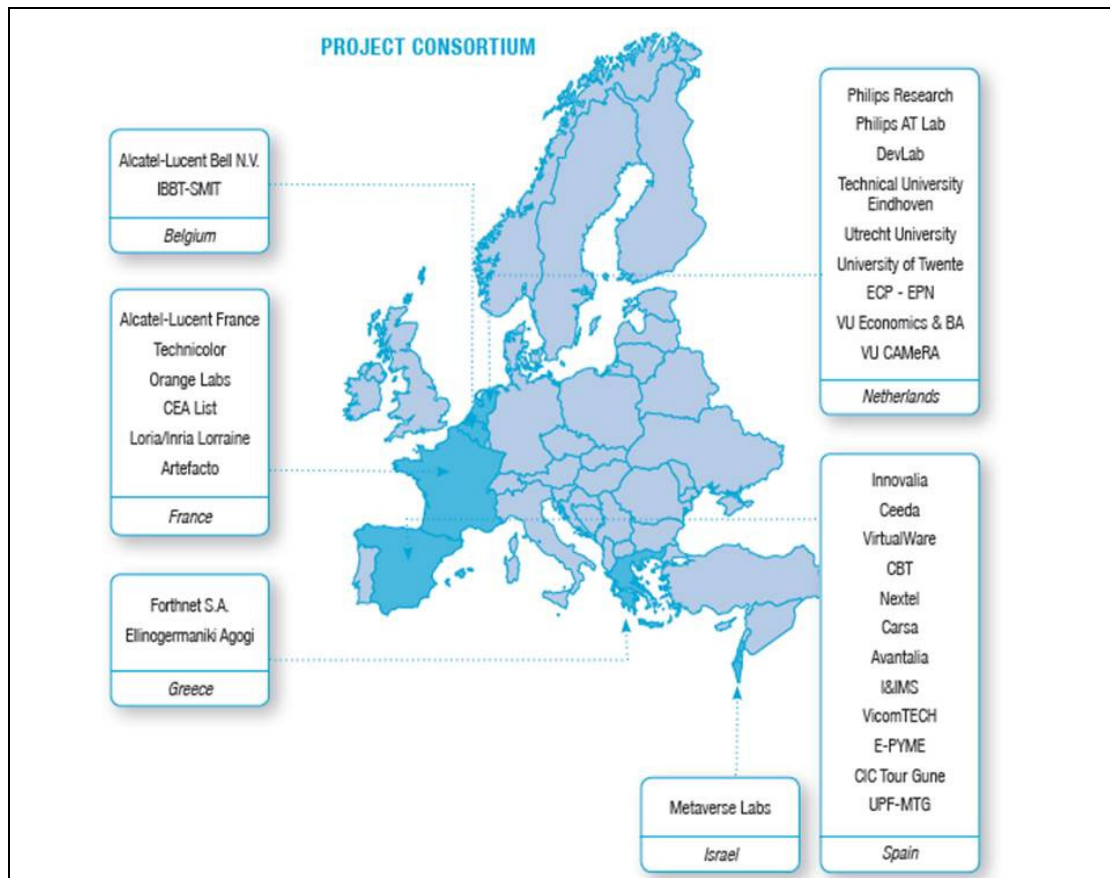 PROJECT CONSORTIUM
Alcatel-Lucent Bell N.V.
IBBT-SMIT
Belgium
Alcatel-Lucent France
Technicolor
Orange Labs
CEA List
Loria/Inria Lorraine
Artefacto
France
Forthnet S.A.
Ellinogermaniki Agogi
Greece
Philips Research
Philips AT Lab
DevLab
Technical University
Eindhoven
Utrecht University
University of Twente
ECP - EPN
VU Economics & BA
VU CAMeRA
Netherlands
Innovalia
Ceeda
VirtualWare
CBT
Nextel
Carsa
Avantalia
I&IMS
VicomTECH
E-PYME
CIC Tour Gune
UPF-MTG
Spain
Metaverse Labs
Israel